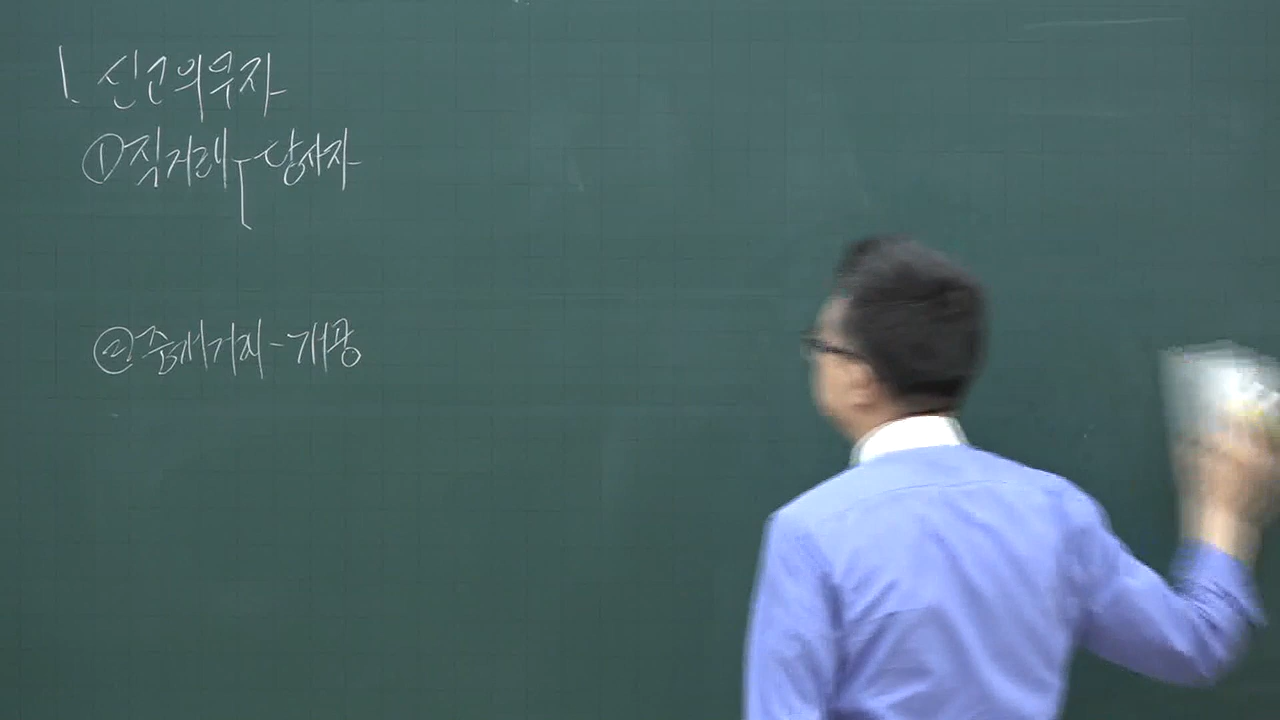 1. 신고의무자
① 직거래 - 당사자
② 중개거래 - 개공